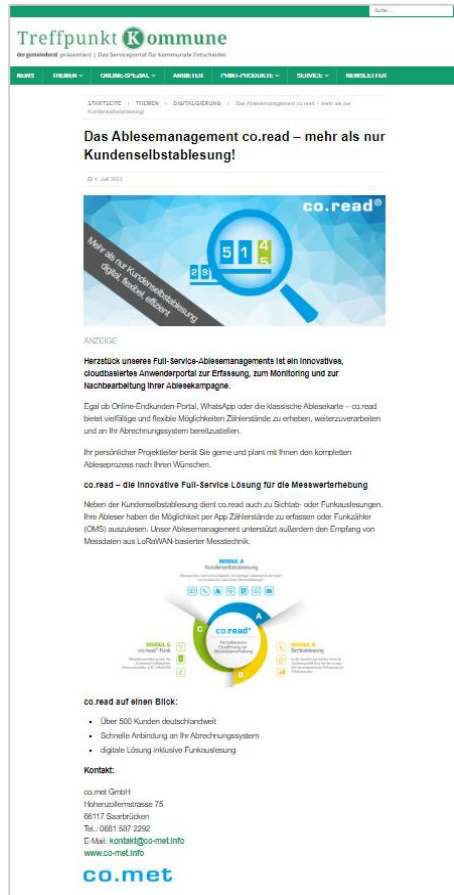 Suche ...
Treffpunkt Kommune
der gemeinderat präsentiert | Das Serviceportal für kommunale Entscheider
NEWS THEMEN ONLINE-SPEZIAL ANBIETER PRINT-PRODUKTE SERVICE NEWSLETTER
STARTSEITE › THEMEN › DIGITALISIERUNG › Das Ablesemanagement co.read – mehr als nur
Kundenselbstablesung!
Das Ablesemanagement co.read – mehr als nur
Kundenselbstablesung!
4. Juli 2023
co.read®
Mehr als nur Kundenselbstablesung
digital, flexibel, effizient
ANZEIGE
Herzstück unseres Full-Service-Ablesemanagements ist ein innovatives,
cloudbasiertes Anwenderportal zur Erfassung, zum Monitoring und zur
Nachbearbeitung Ihrer Ablesekampagne.
Egal ob Online-Endkunden-Portal, WhatsApp oder die klassische Ablesekarte – co.read
bietet vielfältige und flexible Möglichkeiten Zählerstände zu erheben, weiterzuverarbeiten
und an Ihr Abrechnungssystem bereitzustellen.
Ihr persönlicher Projektleiter berät Sie gerne und plant mit Ihnen den kompletten
Ableseprozess nach Ihren Wünschen.
co.read – die innovative Full-Service Lösung für die Messwerterhebung
Neben der Kundenselbstablesung dient co.read auch zu Sichtab- oder Funkauslesungen.
Ihre Ableser haben die Möglichkeit per App Zählerstände zu erfassen oder Funkzähler
(OMS) auszulesen. Unser Ablesemanagement unterstützt außerdem den Empfang von
Messdaten aus LoRaWAN-basierter Messtechnik.
MODUL A
Kundenselbstablesung
A
C
co.read®
B
MODUL C
co.read® Funk
MODUL B
Sichtablesung
co.read auf einen Blick:
• Über 500 Kunden deutschlandweit
• Schnelle Anbindung an Ihr Abrechnungssystem
• digitale Lösung inklusive Funkauslesung
Kontakt:
co.met GmbH
Hohenzollernstrasse 75
66117 Saarbrücken
Tel.: 0681 587 2292
E-Mail: kontakt@co-met.info
www.co-met.info
co.met